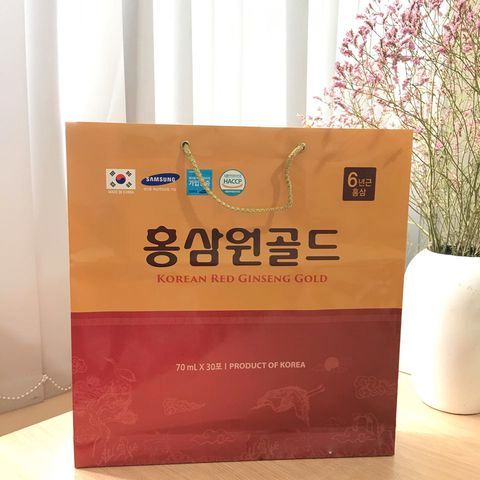 MADE IN KOREA
SAMSUNG
HACCP
6년근
홍삼
홍삼원골드
KOREAN RED GINSENG GOLD
70 mL X 30포 | PRODUCT OF KOREA